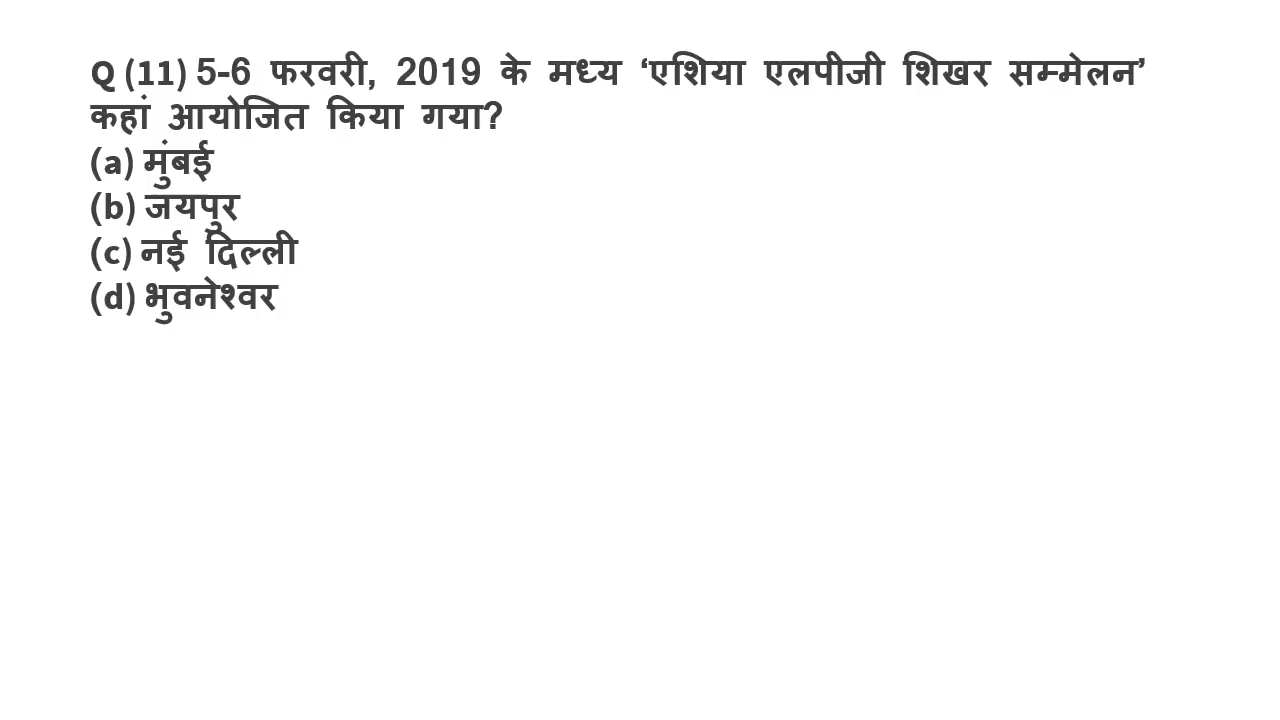 Q (11) 5-6 फरवरी, 2019 के मध्य ‘एशिया एलपीजी शिखर सम्मेलन’
कहां आयोजित किया गया?
(a) मुंबई
(b) जयपुर
(c) नई दिल्ली
(d) भुवनेश्वर